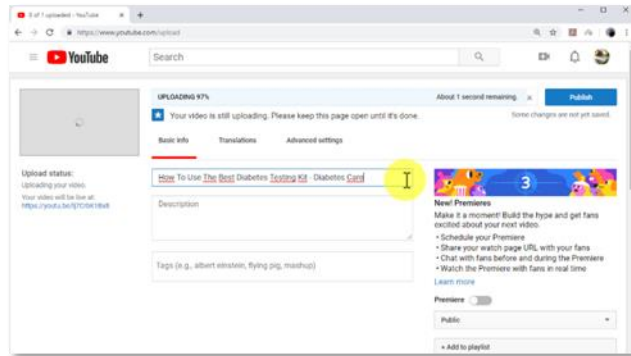 0 of 1 uploaded - YouTube
https://www.youtube.com/upload
YouTube
Search
UPLOADING 97%
About 1 second remaining.
Publish
Your video is still uploading. Please keep this page open until it's done.
Some changes are not yet saved.
Basic info
Translations
Advanced settings
Upload status:
Uploading your video.
Your video will be live at:
How To Use The Best Diabetes Testing Kit - Diabetes Care
Description
Tags (e.g., albert einstein, flying pig, mashup)
3
New! Premieres
Make it a moment! Build the hype and get fans
excited about your next video.
• Schedule your Premiere
• Share your watch page URL with your fans
• Chat with fans before and during the Premiere
• Watch the Premiere with fans in real time
Learn more
Premiere
Public
+ Add to playlist